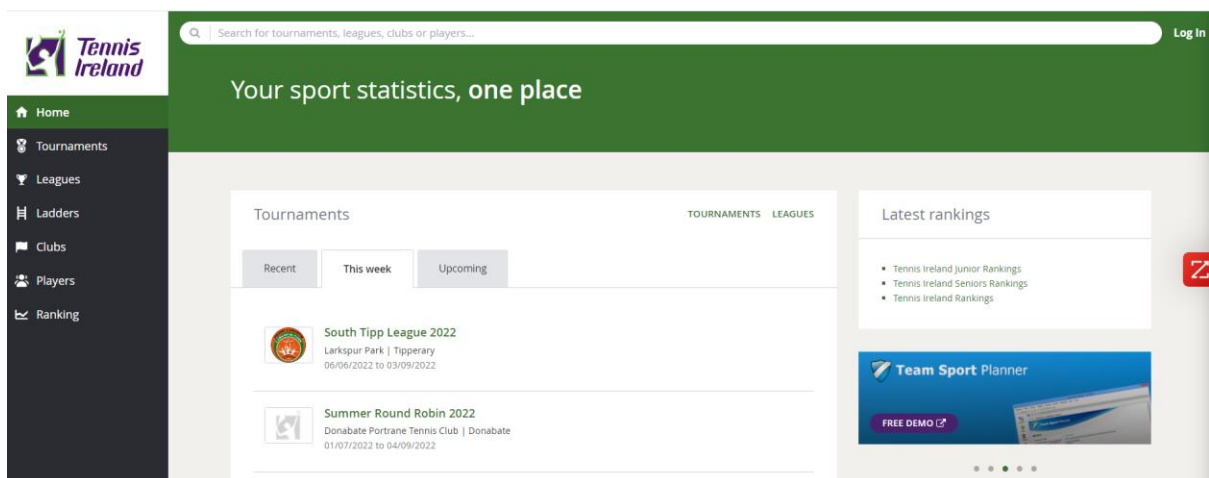 Tennis
Ireland
Search for tournaments, leagues, clubs or players...
Log In
Your sport statistics, one place
Home
Tournaments
Leagues
Ladders
Clubs
Players
Ranking
Tournaments
TOURNAMENTS LEAGUES
Recent This week Upcoming
South Tipp League 2022
Larkspur Park | Tipperary
06/06/2022 to 03/09/2022
Summer Round Robin 2022
Donabate Portrane Tennis Club | Donabate
01/07/2022 to 04/09/2022
Latest rankings
Tennis Ireland Junior Rankings
Tennis Ireland Seniors Rankings
Tennis Ireland Rankings
Team Sport Planner
FREE DEMO